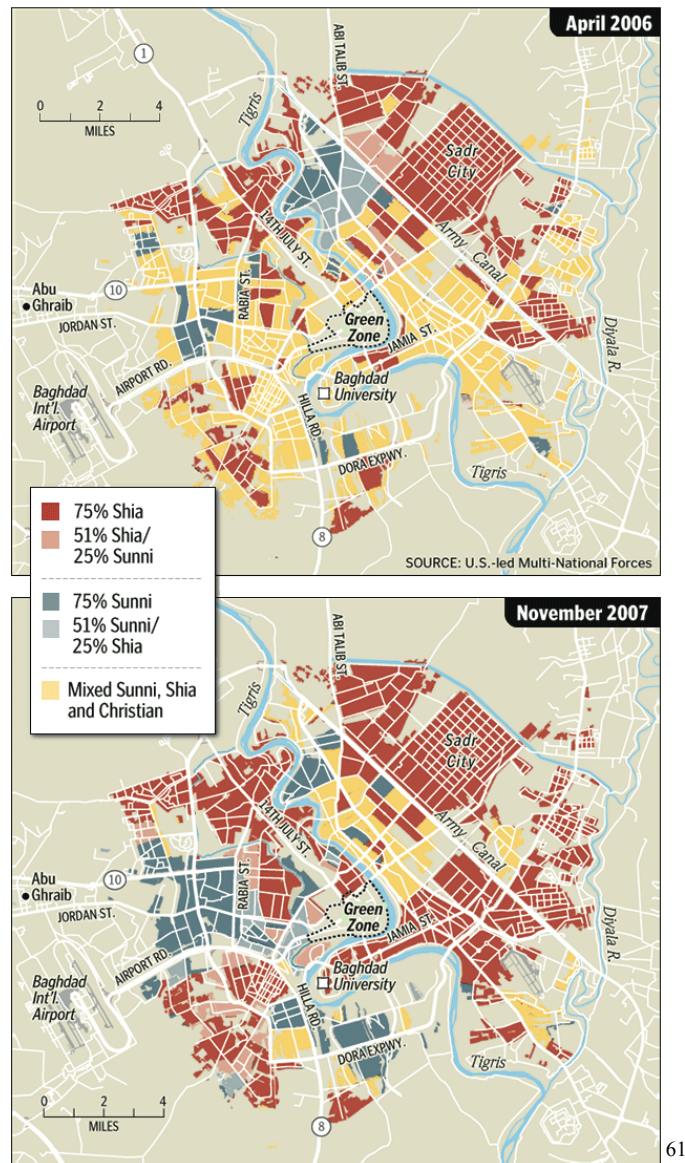 April 2006
ABI TALIB ST.
1
Tigris
0 2 4
MILES
Sadr
City
14TH JULY ST.
Army Canal
10
RABIA ST.
Abu
Ghraib
JORDAN ST.
Green
Zone
JAMIA ST.
Diyala R.
AIRPORT RD.
Baghdad
Int'l.
Airport
Baghdad
University
HILLA RD.
DORA EXPWY.
Tigris
8
SOURCE: U.S.-led Multi-National Forces
75% Shia
51% Shia/
25% Sunni
75% Sunni
51% Sunni/
25% Shia
Mixed Sunni, Shia
and Christian
November 2007
ABI TALIB ST.
Tigris
Sadr
City
14TH JULY ST.
Army Canal
10
RABIA ST.
Abu
Ghraib
JORDAN ST.
Green
Zone
JAMIA ST.
Diyala R.
AIRPORT RD.
Baghdad
Int'l.
Airport
Baghdad
University
HILLA RD.
DORA EXPWY.
Tigris
0 2 4
MILES
8
61